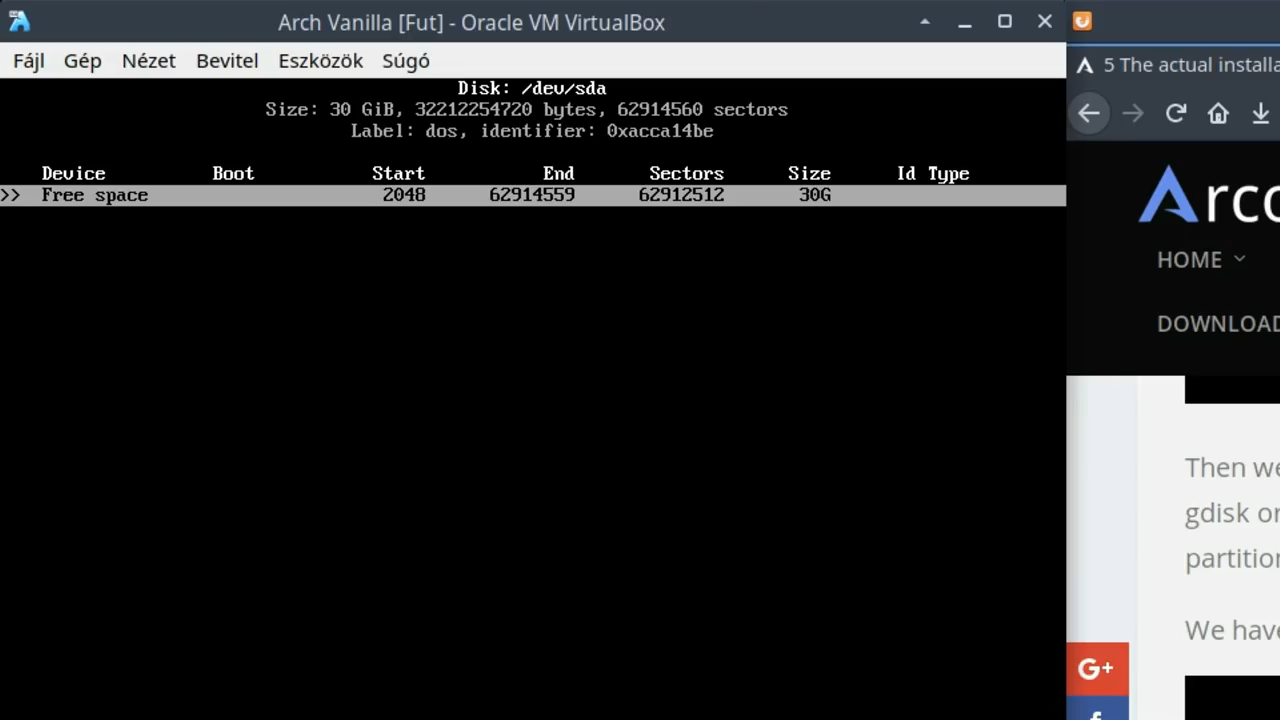 Arch Vanilla [Fut] - Oracle VM VirtualBox
Fájl Gép Nézet Bevitel Eszközök Súgó
Disk: /dev/sda
Size: 30 GiB, 32212254720 bytes, 62914560 sectors
Label: dos, identifier: 0xacca14be
Device Boot Start End Sectors Size Id Type
>> Free space 2048 62914559 62912512 30G
5 The actual installa
Arco
HOME
DOWNLOAD
Then we
gdisk or
partition
We have
G+
f